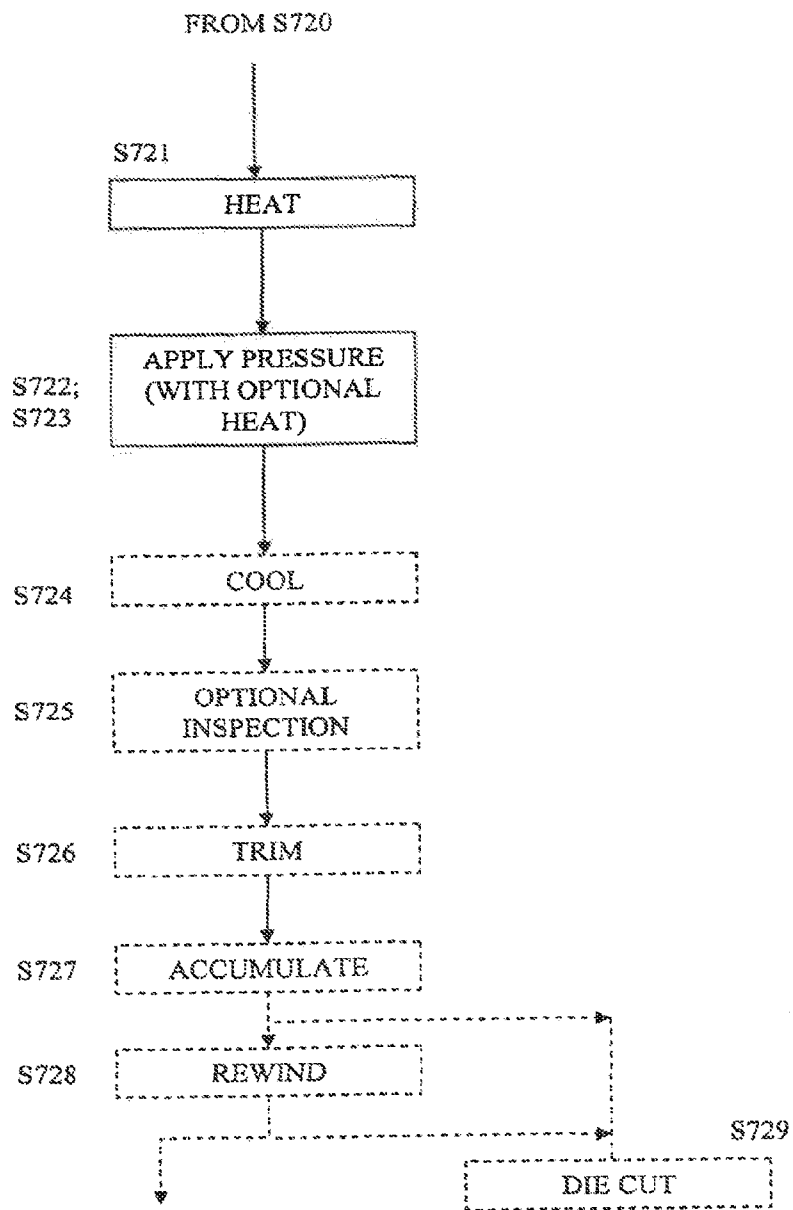 FROM S720
S721
HEAT
S722;
S723
APPLY PRESSURE
(WITH OPTIONAL
HEAT)
S724
COOL
S725
OPTIONAL
INSPECTION
S726
TRIM
S727
ACCUMULATE
S728
REWIND
S729
DIE CUT